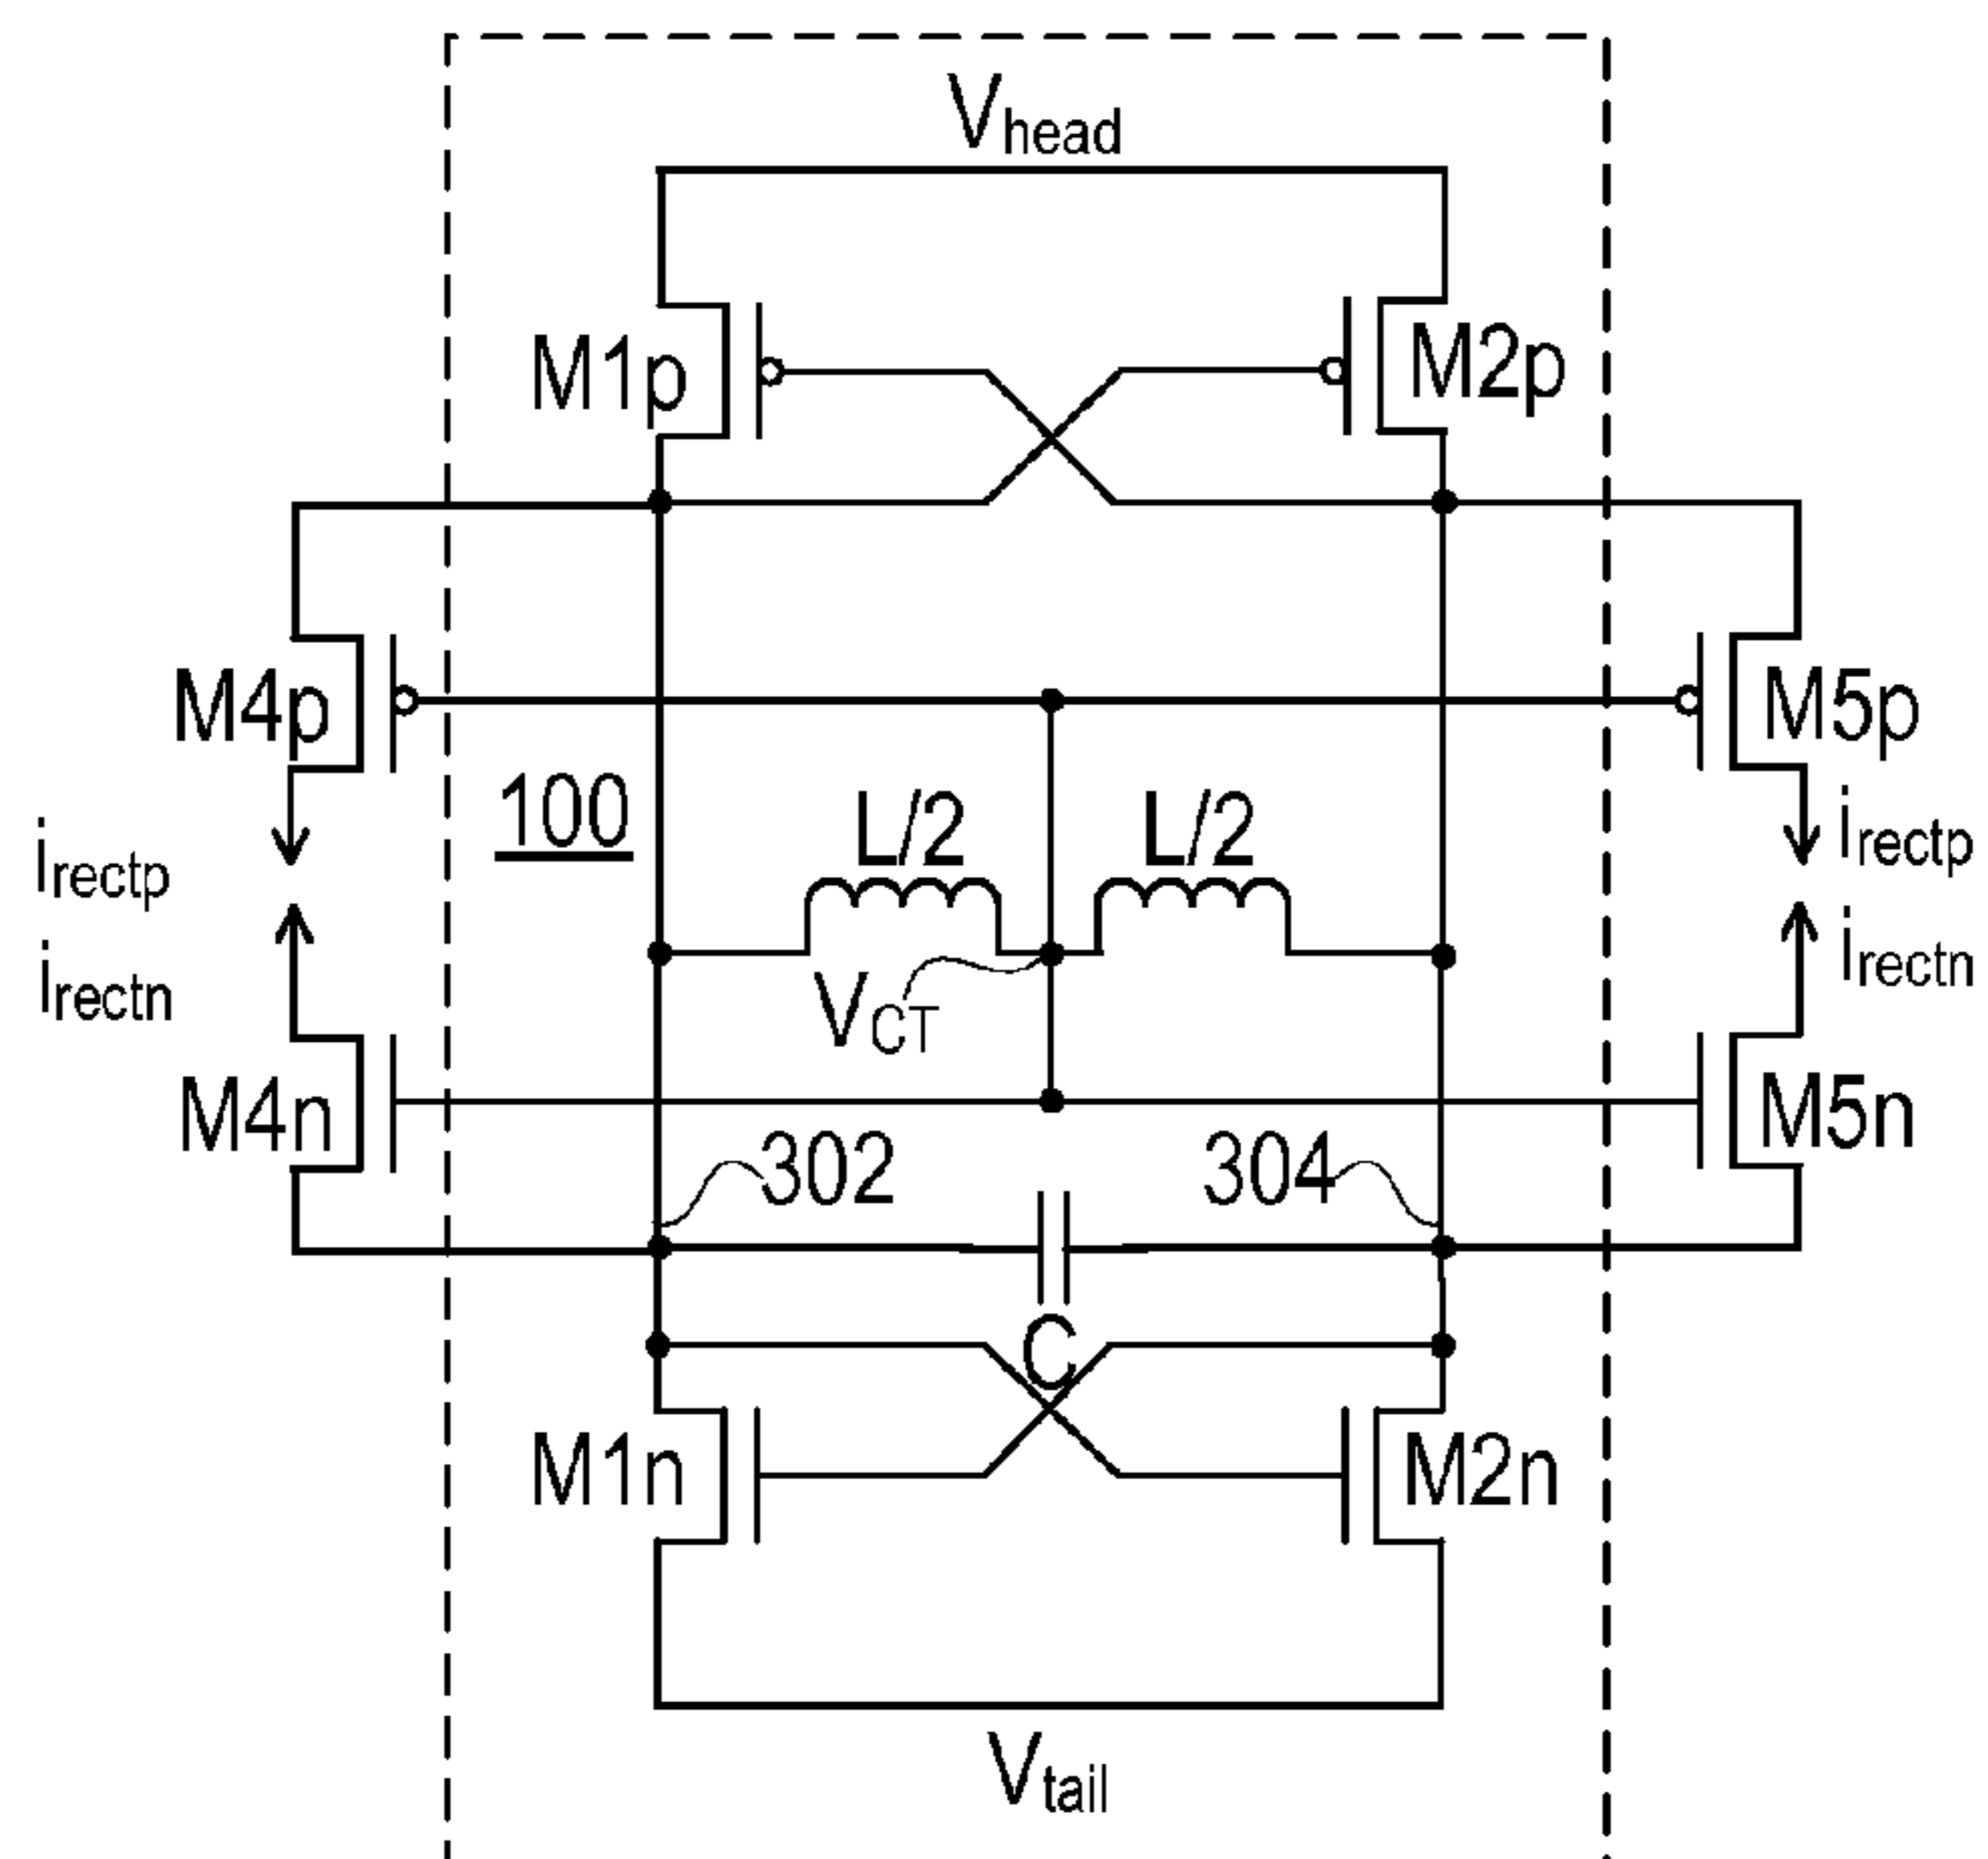 Vhead
M1p
M2p
M4p
M5p
100
L/2
L/2
irectp
irectp
irectn
irectn
VCT
M4n
M5n
302
304
C
M1n
M2n
Vtail